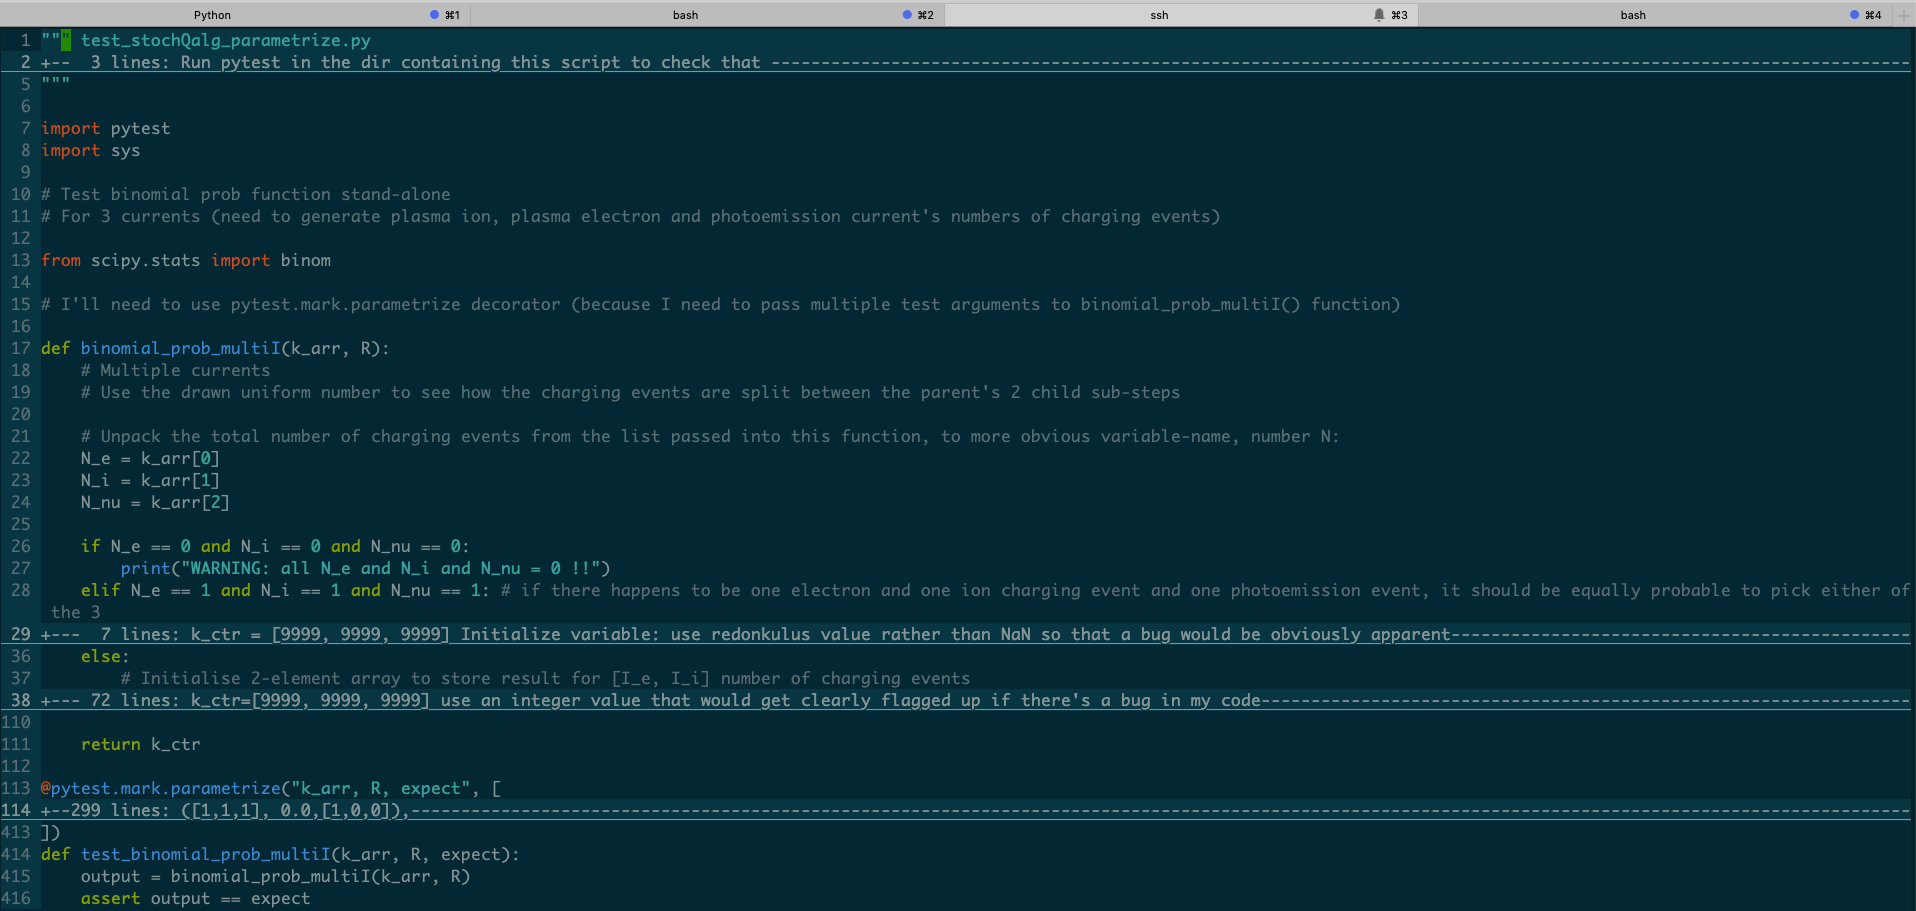 Python ⌘1 bash ⌘2 ssh ⌘3 bash ⌘4
1 """ test_stochQalg_parametrize.py
2 +-- 3 lines: Run pytest in the dir containing this script to check that ------------------------------------------------------------------------------------------------------------------
5 """
6
7 import pytest
8 import sys
9
10 # Test binomial prob function stand-alone
11 # For 3 currents (need to generate plasma ion, plasma electron and photoemission current's numbers of charging events)
12
13 from scipy.stats import binom
14
15 # I'll need to use pytest.mark.parametrize decorator (because I need to pass multiple test arguments to binomial_prob_multiI() function)
16
17 def binomial_prob_multiI(k_arr, R):
18     # Multiple currents
19     # Use the drawn uniform number to see how the charging events are split between the parent's 2 child sub-steps
20
21     # Unpack the total number of charging events from the list passed into this function, to more obvious variable-name, number N:
22     N_e = k_arr[0]
23     N_i = k_arr[1]
24     N_nu = k_arr[2]
25
26     if N_e == 0 and N_i == 0 and N_nu == 0:
27         print("WARNING: all N_e and N_i and N_nu = 0 !!")
28     elif N_e == 1 and N_i == 1 and N_nu == 1: # if there happens to be one electron and one ion charging event and one photoemission event, it should be equally probable to pick either of
the 3
29 +--- 7 lines: k_ctr = [9999, 9999, 9999] Initialize variable: use redonkulus value rather than NaN so that a bug would be obviously apparent----------------------------------------------
36     else:
37         # Initialise 2-element array to store result for [I_e, I_i] number of charging events
38 +--- 72 lines: k_ctr=[9999, 9999, 9999] use an integer value that would get clearly flagged up if there's a bug in my code-----------------------------------------------------------------
110
111     return k_ctr
112
113 @pytest.mark.parametrize("k_arr, R, expect", [
114 +--299 lines: ([1,1,1], 0.0,[1,0,0]),------------------------------------------------------------------------------------------------------------------------------------------------------
413 ])
414 def test_binomial_prob_multiI(k_arr, R, expect):
415     output = binomial_prob_multiI(k_arr, R)
416     assert output == expect